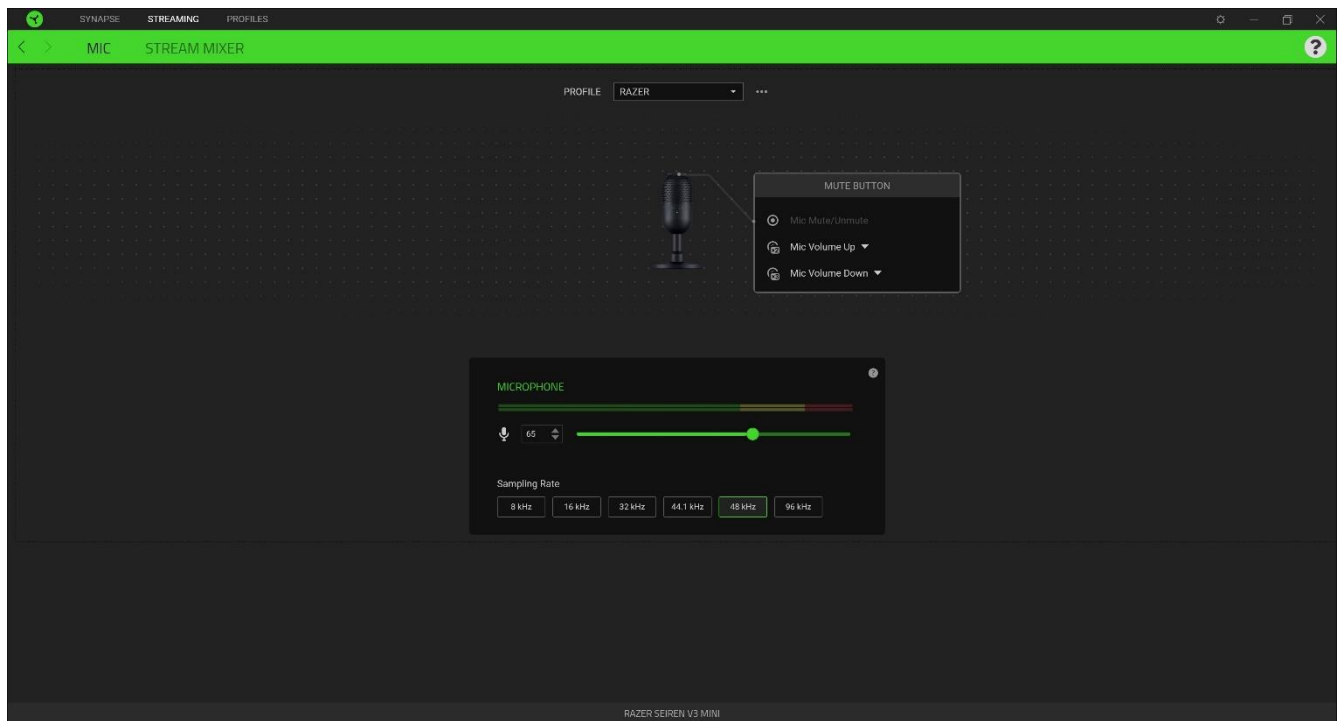 SYNAPSE STREAMING PROFILES
MIC STREAM MIXER ?
PROFILE RAZER
MUTE BUTTON
Mic Mute/Unmute
Mic Volume Up
Mic Volume Down
MICROPHONE ?
65
Sampling Rate
8 kHz 16 kHz 32 kHz 44.1 kHz 48 kHz 96 kHz
RAZER SEIREN V3 MINI